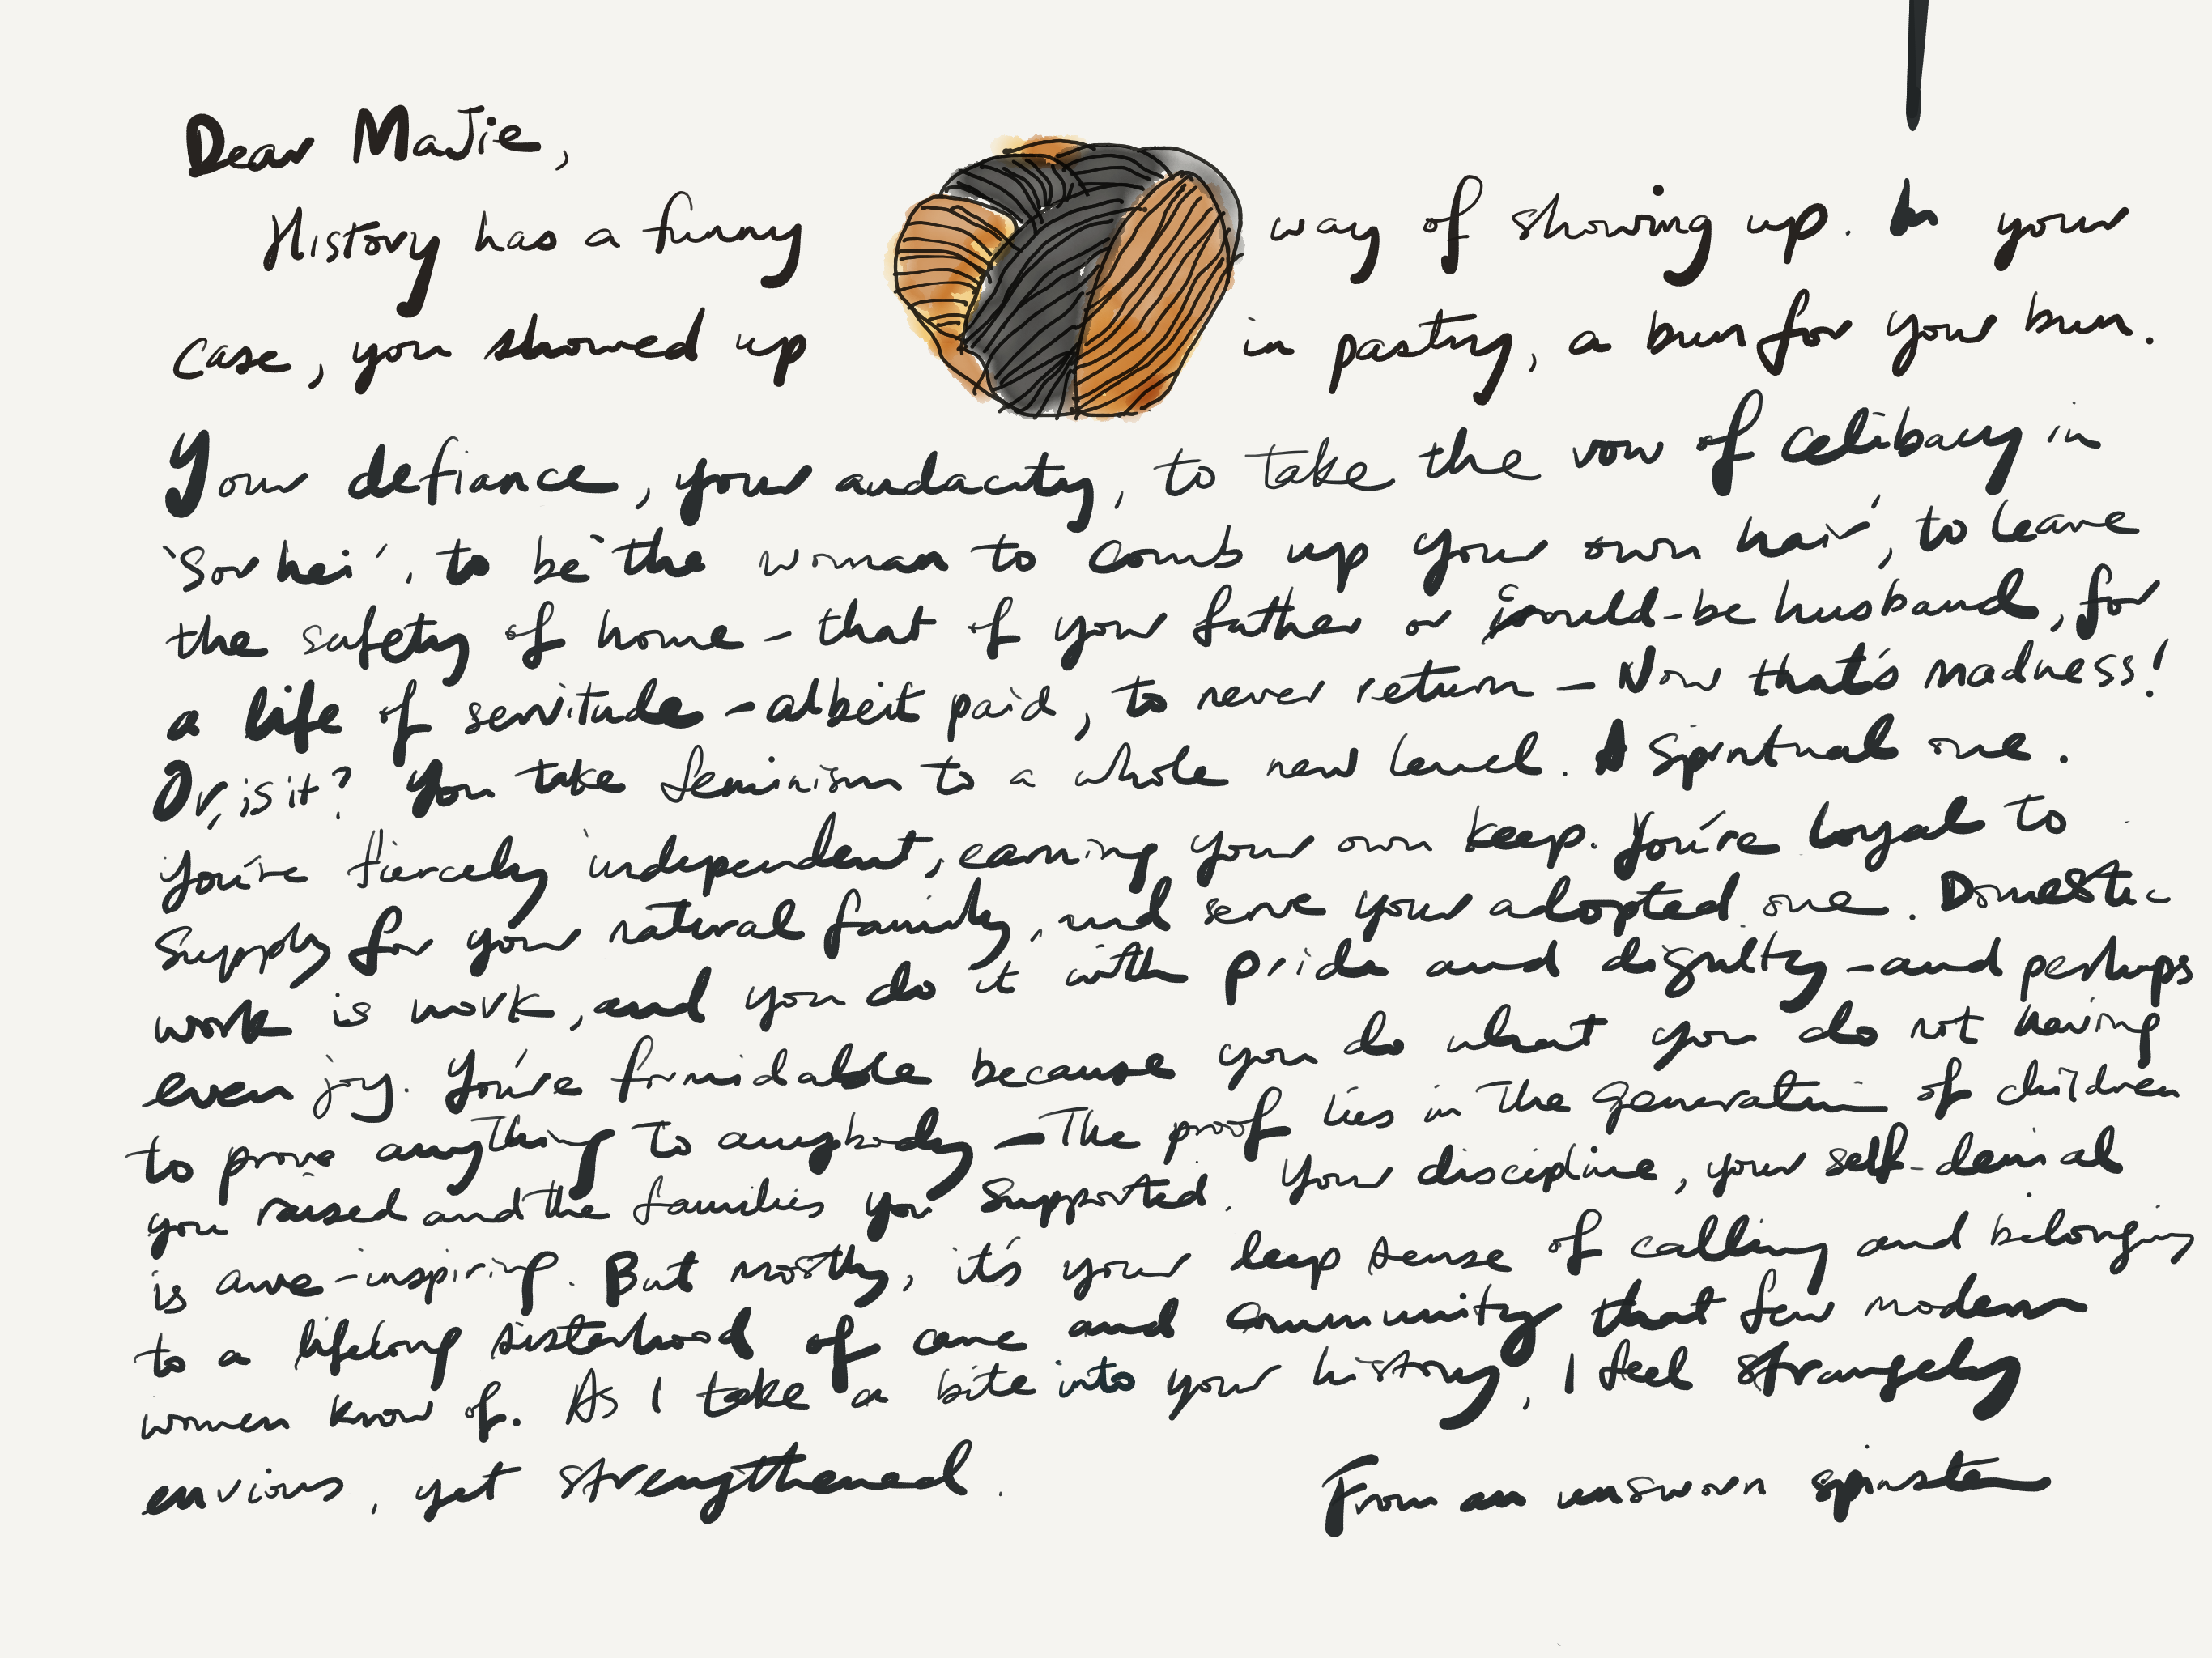 Dear MaJie,
History has a funny way of showing up. In your
case, you showed up in pastry, a bun for your bun.
Your defiance, your audacity, to take the vow of celibacy in
'Sor hei', to be 'the woman to comb up your own hair', to leave
the safety of home - that of your father or would-be husband, for
a life of servitude - albeit paid, to never return - Now that's madness!
Or, is it? You take feminism to a whole new level. A spiritual one.
You're fiercely independent, earning your own keep. You're loyal to
supply for your natural family, and serve your adopted one. Domestic
work is work, and you do it with pride and dignity - and perhaps
even joy. You're formidable because you do what you do not having
to prove anything to anybody - The proof lies in the generation of children
you raised and the families you supported. Your discipline, your self-denial
is awe-inspiring. But mostly, it's your deep sense of calling and belonging
to a lifelong sisterhood of care and community that few modern
women know of. As I take a bite into your history, I feel strangely
envious, yet strengthened.
From an unsworn spinster